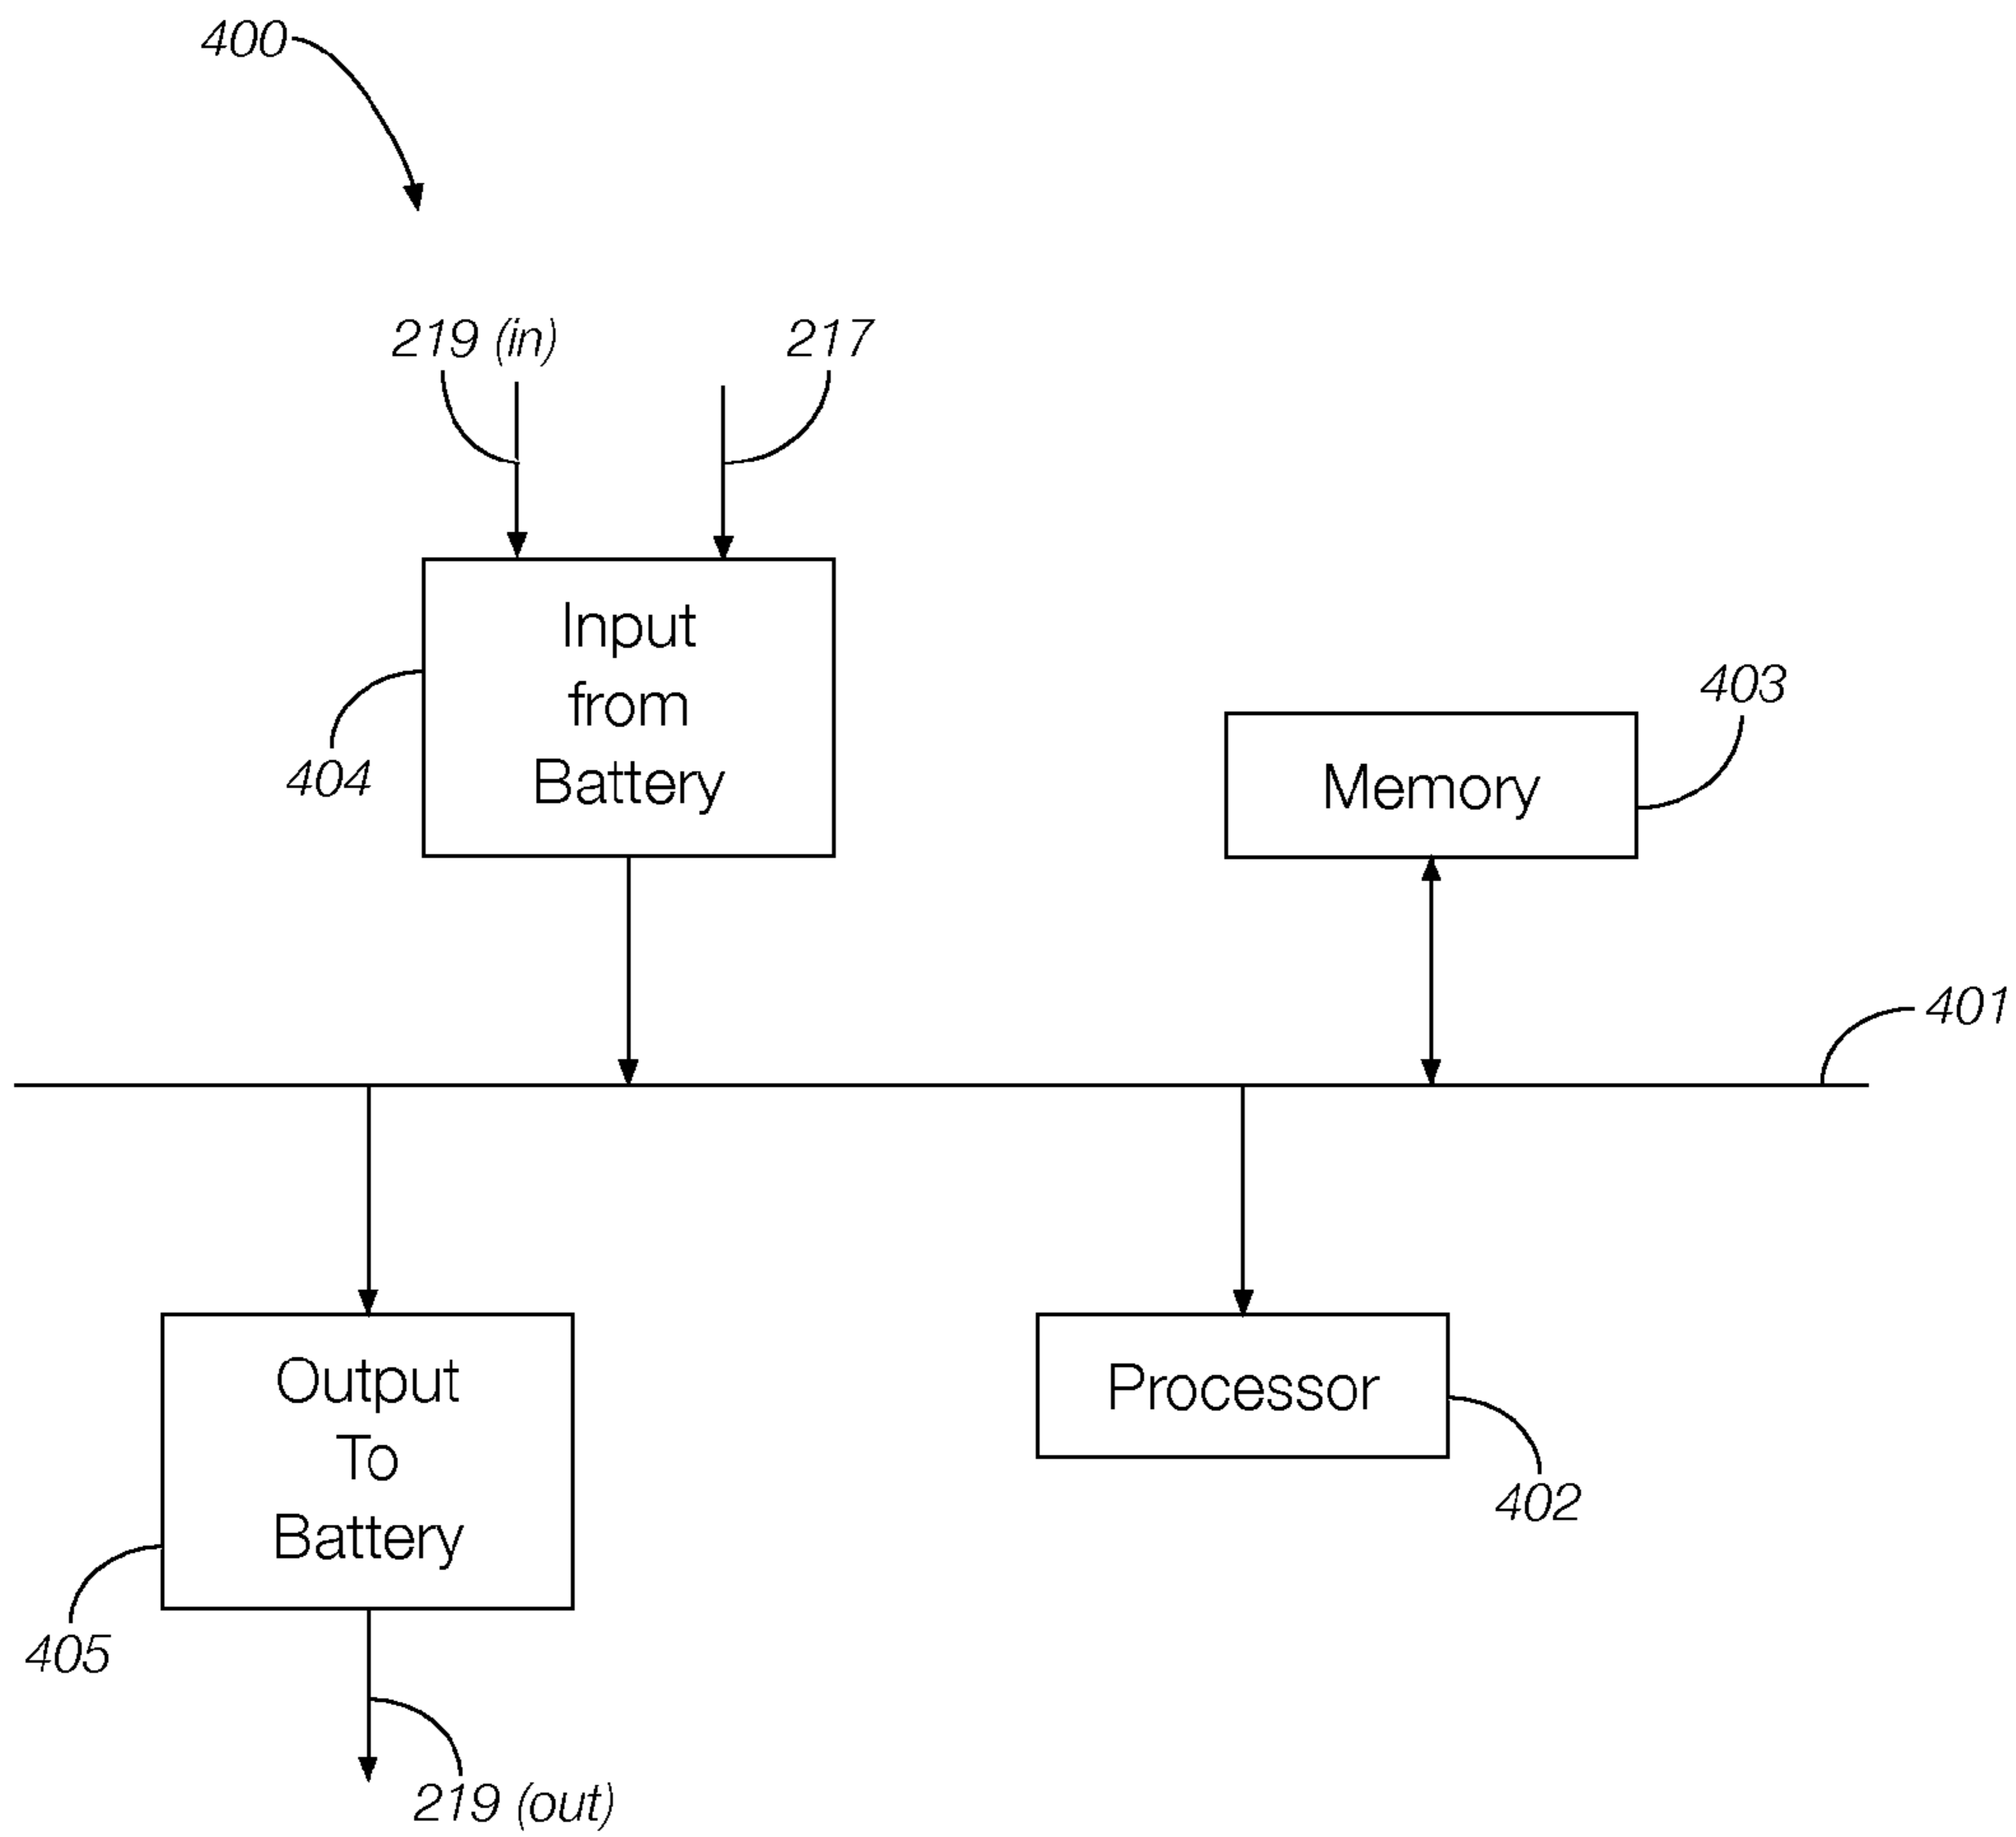 400
219 (in)
217
Input
from
Battery
404
403
Memory
401
Output
To
Battery
Processor
402
405
219 (out)